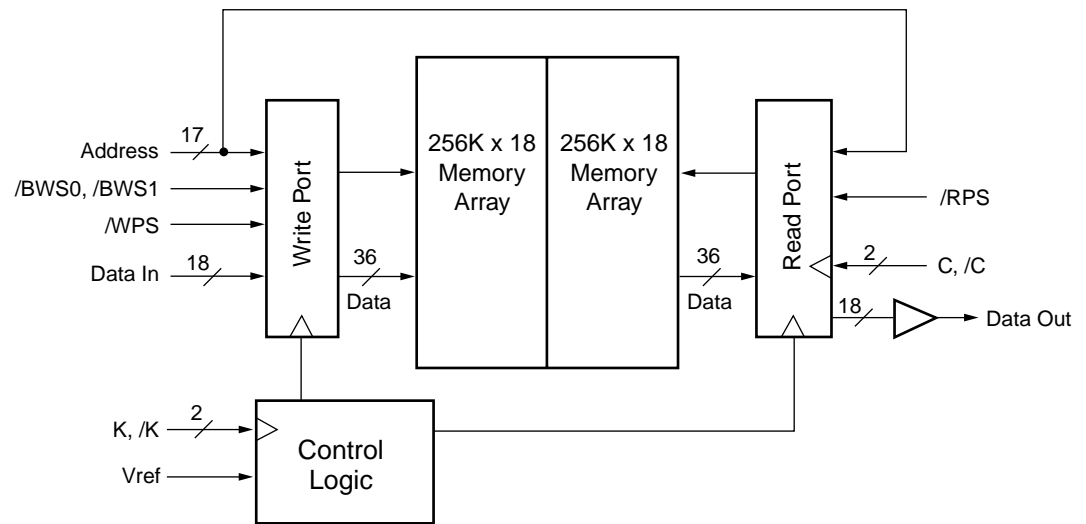 17
Address
/BWS0, /BWS1
/WPS
Data In
18
Write Port
36
Data
256K x 18
Memory
Array
256K x 18
Memory
Array
36
Data
Read Port
/RPS
2
C, /C
18
Data Out
K, /K
2
Vref
Control
Logic